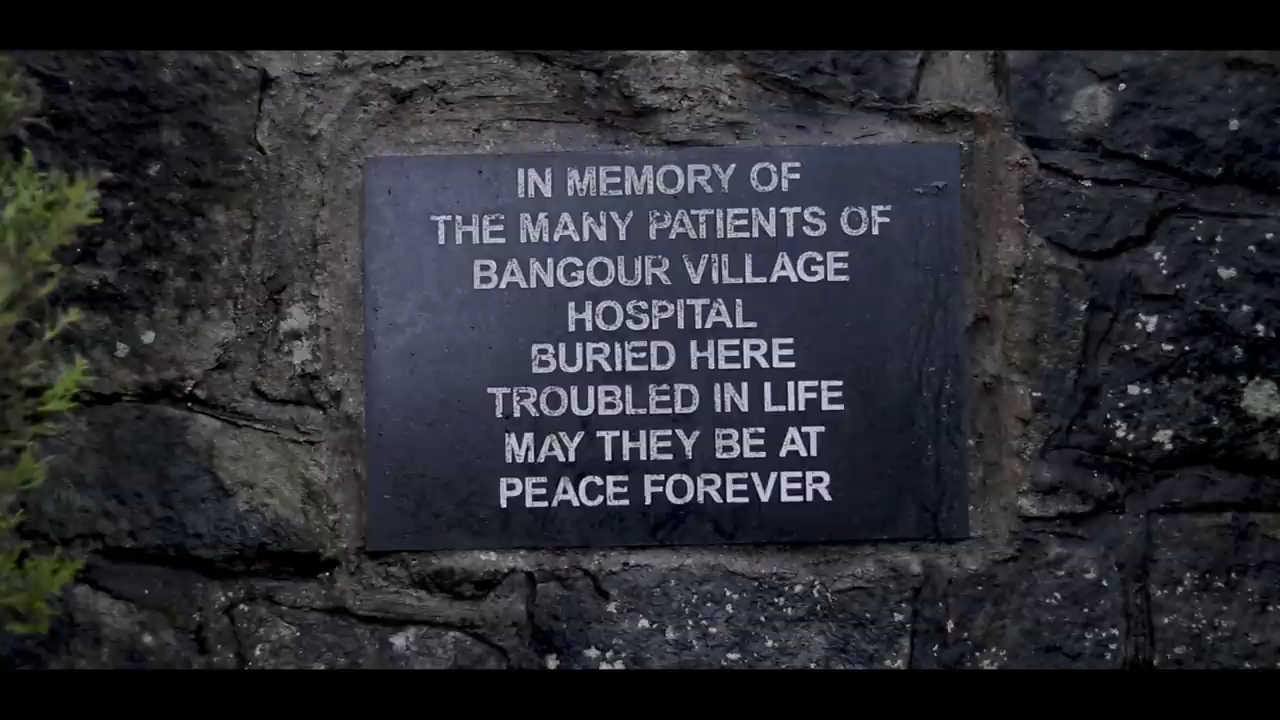 IN MEMORY OF
THE MANY PATIENTS OF
BANGOUR VILLAGE
HOSPITAL
BURIED HERE
TROUBLED IN LIFE
MAY THEY BE AT
PEACE FOREVER